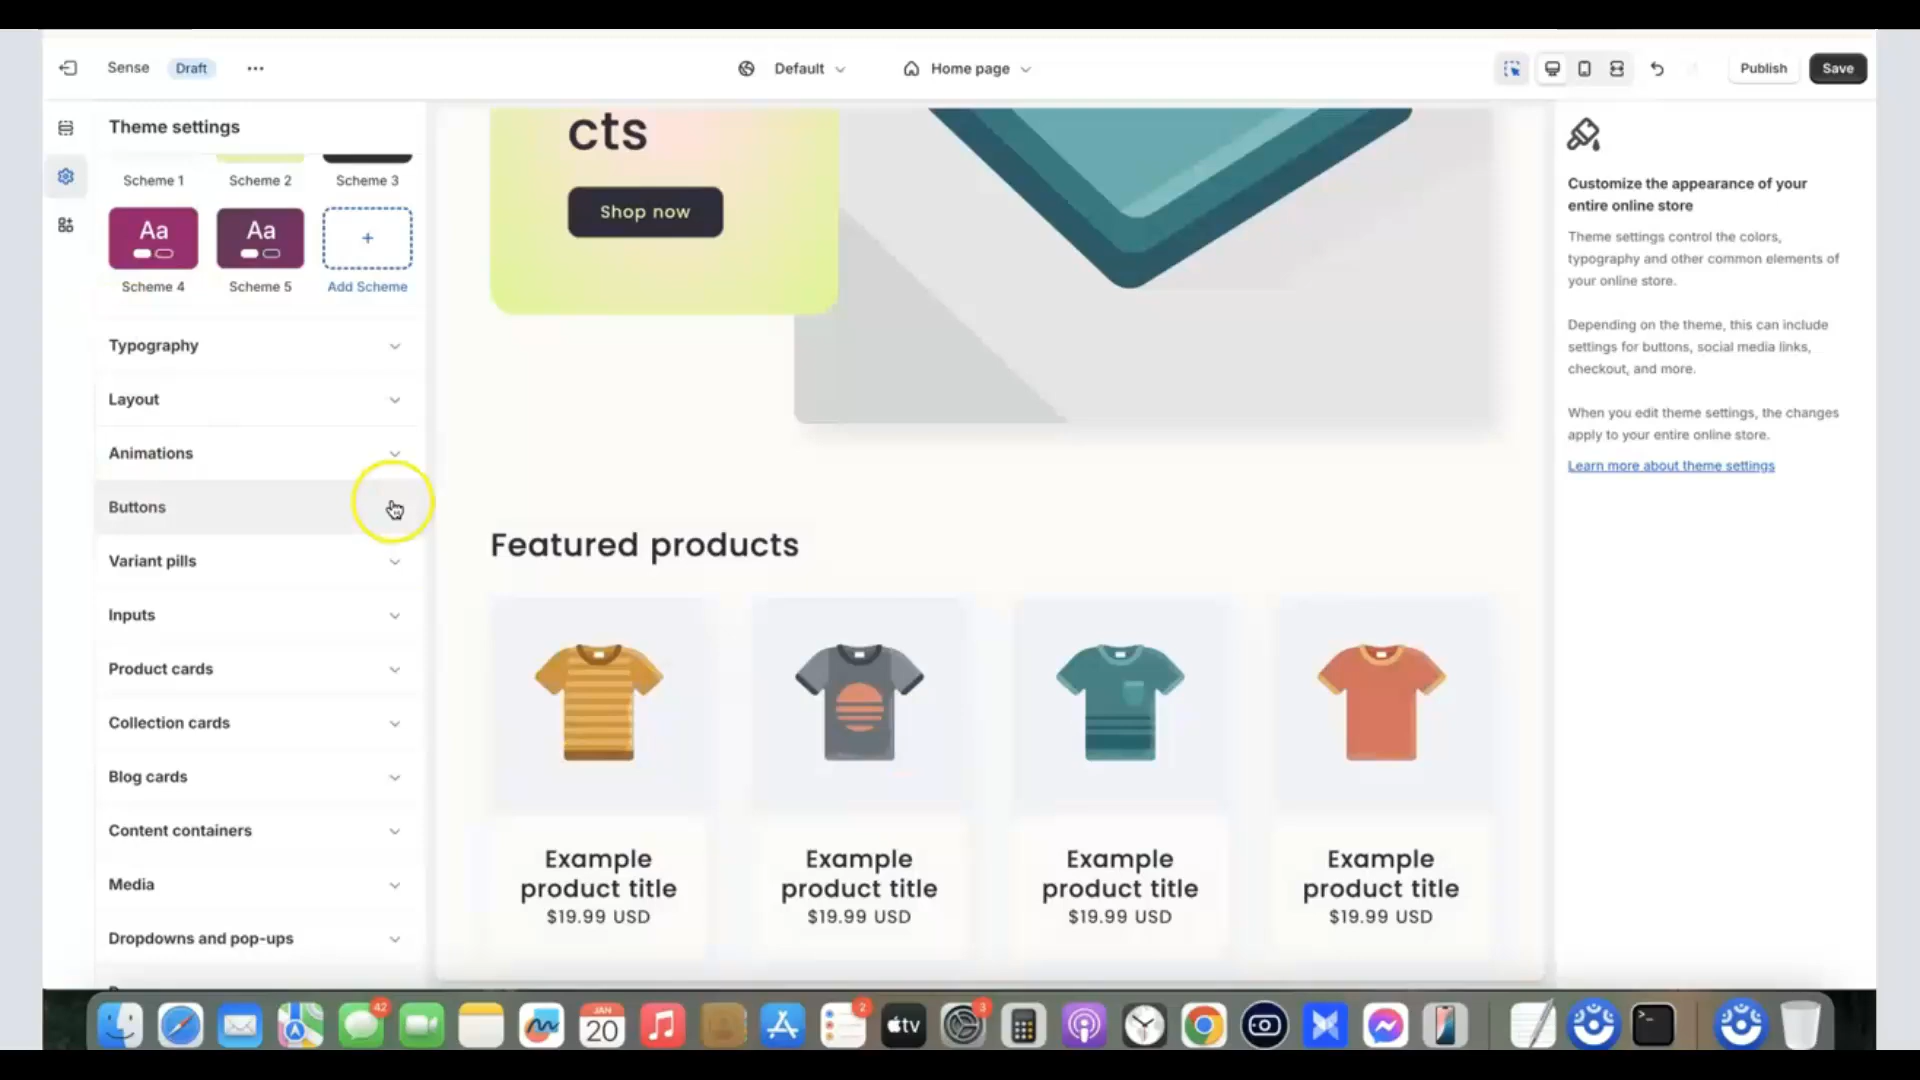 Sense Draft
Default
Home page
Publish
Save
Theme settings
Scheme 1
Scheme 2
Scheme 3
Aa
Aa
+
Scheme 4
Scheme 5
Add Scheme
Typography
Layout
Animations
Buttons
Variant pills
Inputs
Product cards
Collection cards
Blog cards
Content containers
Media
Dropdowns and pop-ups
cts
Shop now
Featured products
Example
product title
$19.99 USD
Example
product title
$19.99 USD
Example
product title
$19.99 USD
Example
product title
$19.99 USD
Customize the appearance of your
entire online store
Theme settings control the colors,
typography and other common elements of
your online store.
Depending on the theme, this can include
settings for buttons, social media links,
checkout, and more.
When you edit theme settings, the changes
apply to your entire online store.
Learn more about theme settings
42
JAN
20
2
tv
3